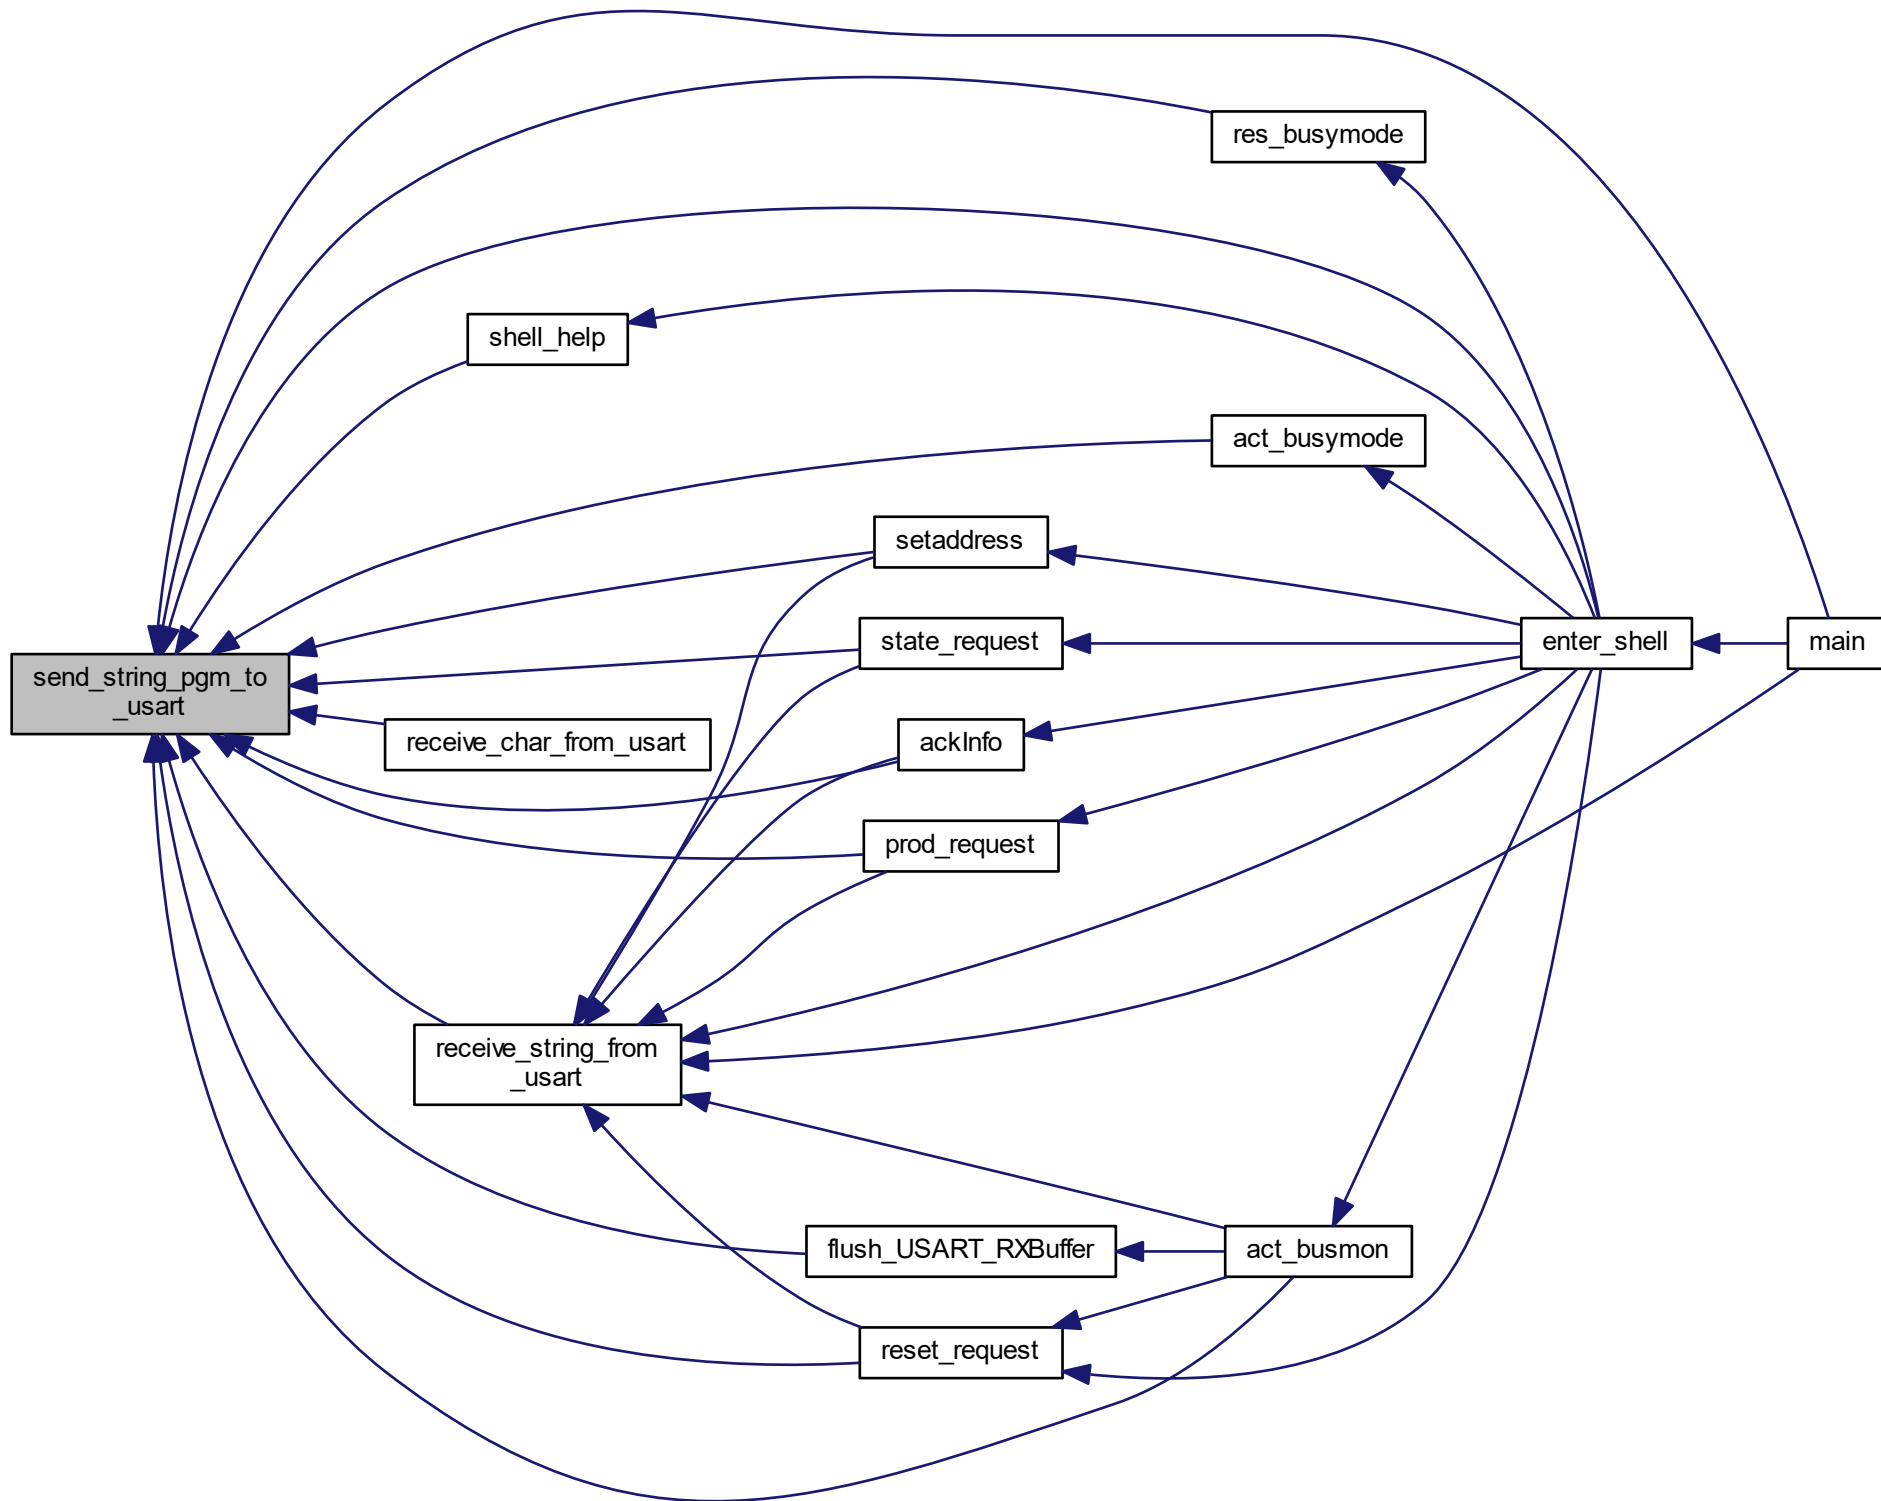 res_busymode
shell_help
act_busymode
setaddress
state_request
enter_shell
main
send_string_pgm_to
_usart
receive_char_from_usart
ackInfo
prod_request
receive_string_from
_usart
flush_USART_RXBuffer
act_busmon
reset_request